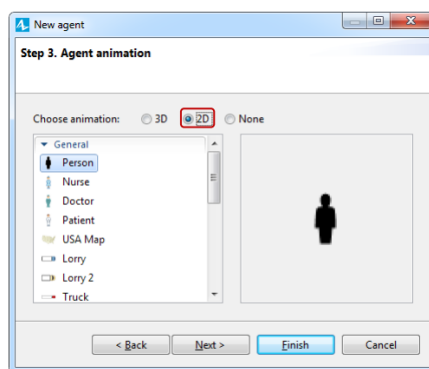 New agent
Step 3. Agent animation
Choose animation: 3D 2D None
General
Person
Nurse
Doctor
Patient
USA Map
Lorry
Lorry 2
Truck
< Back Next > Finish Cancel